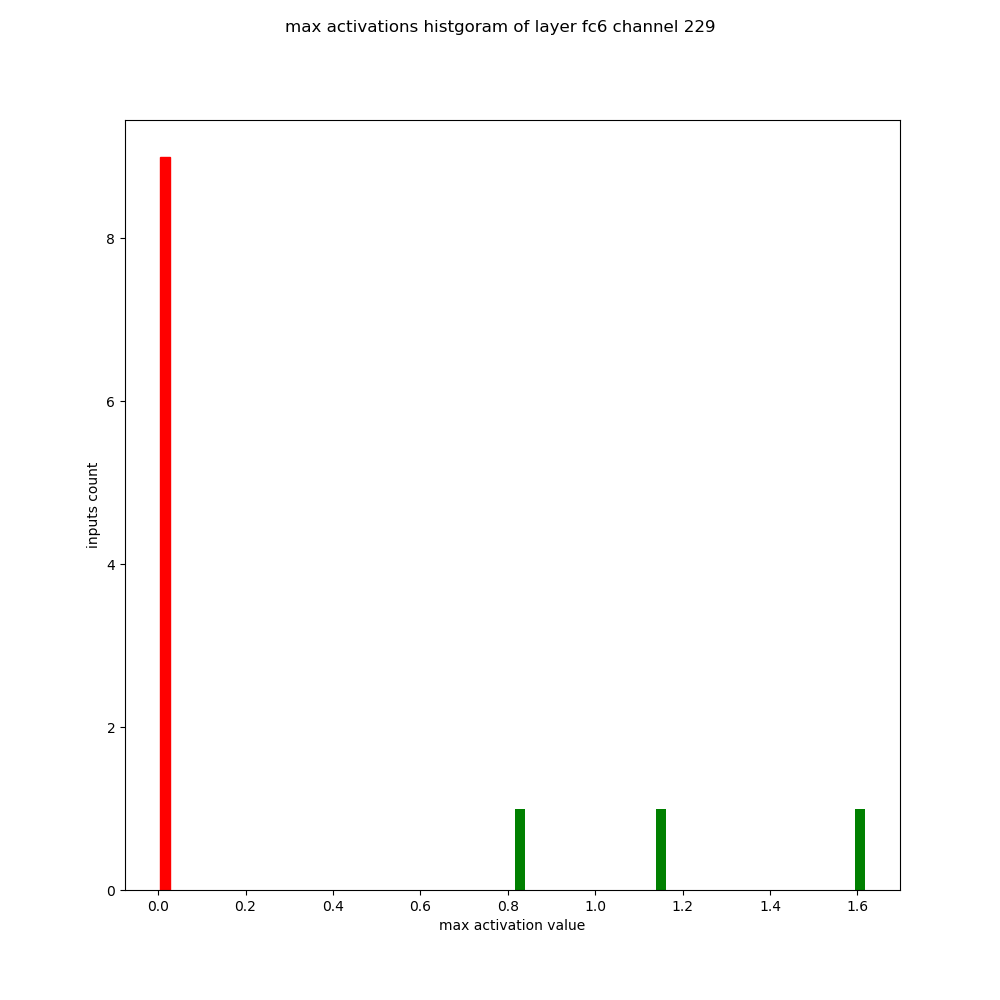 max activations histgoram of layer fc6 channel 229
8
6
4
2
0
inputs count
0.0 0.2 0.4 0.6 0.8 1.0 1.2 1.4 1.6
max activation value